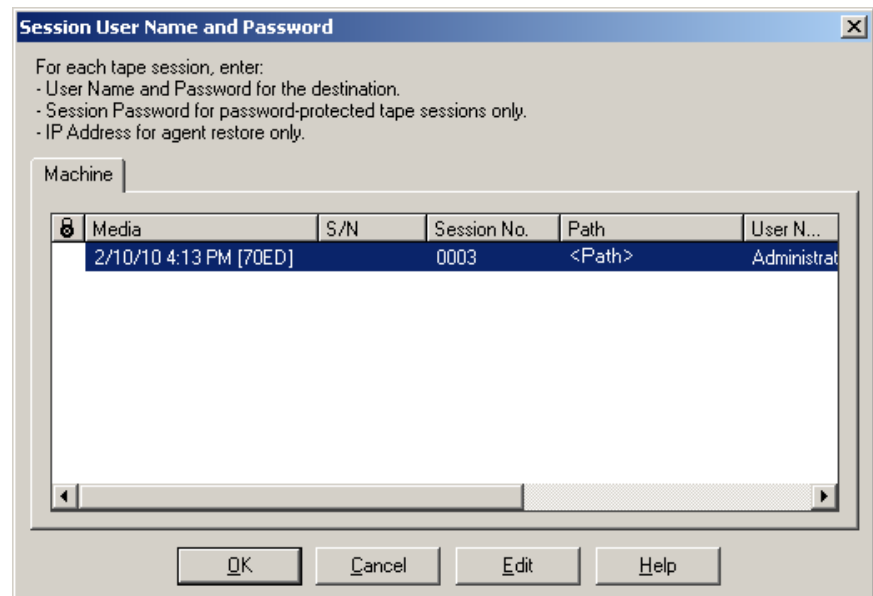 Session User Name and Password
For each tape session, enter:
- User Name and Password for the destination.
- Session Password for password-protected tape sessions only.
- IP Address for agent restore only.
Machine
Media S/N Session No. Path User N...
2/10/10 4:13 PM [70ED] 0003 <Path> Administrat
OK Cancel Edit Help